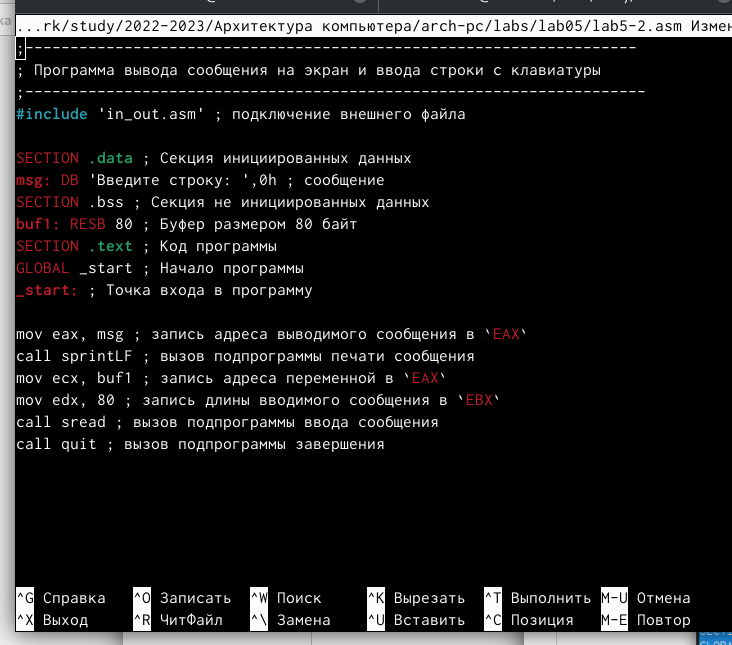 ...rk/study/2022-2023/Архитектура компьютера/arch-pc/labs/lab05/lab5-2.asm Измен
;--------------------------------------------------------------------
; Программа вывода сообщения на экран и ввода строки с клавиатуры
;---------------------------------------------------------------------
#include 'in_out.asm' ; подключение внешнего файла
SECTION .data ; Секция инициированных данных
msg: DB 'Введите строку: ',0h ; сообщение
SECTION .bss ; Секция не инициированных данных
buf1: RESB 80 ; Буфер размером 80 байт
SECTION .text ; Код программы
GLOBAL _start ; Начало программы
_start: ; Точка входа в программу
mov eax, msg ; запись адреса выводимого сообщения в `EAX`
call sprintLF ; вызов подпрограммы печати сообщения
mov ecx, buf1 ; запись адреса переменной в `EAX`
mov edx, 80 ; запись длины вводимого сообщения в `EBX`
call sread ; вызов подпрограммы ввода сообщения
call quit ; вызов подпрограммы завершения
^G Справка ^O Записать ^W Поиск ^K Вырезать ^T Выполнить M-U Отмена
^X Выход ^R ЧитФайл ^\ Замена ^U Вставить ^C Позиция M-E Повтор